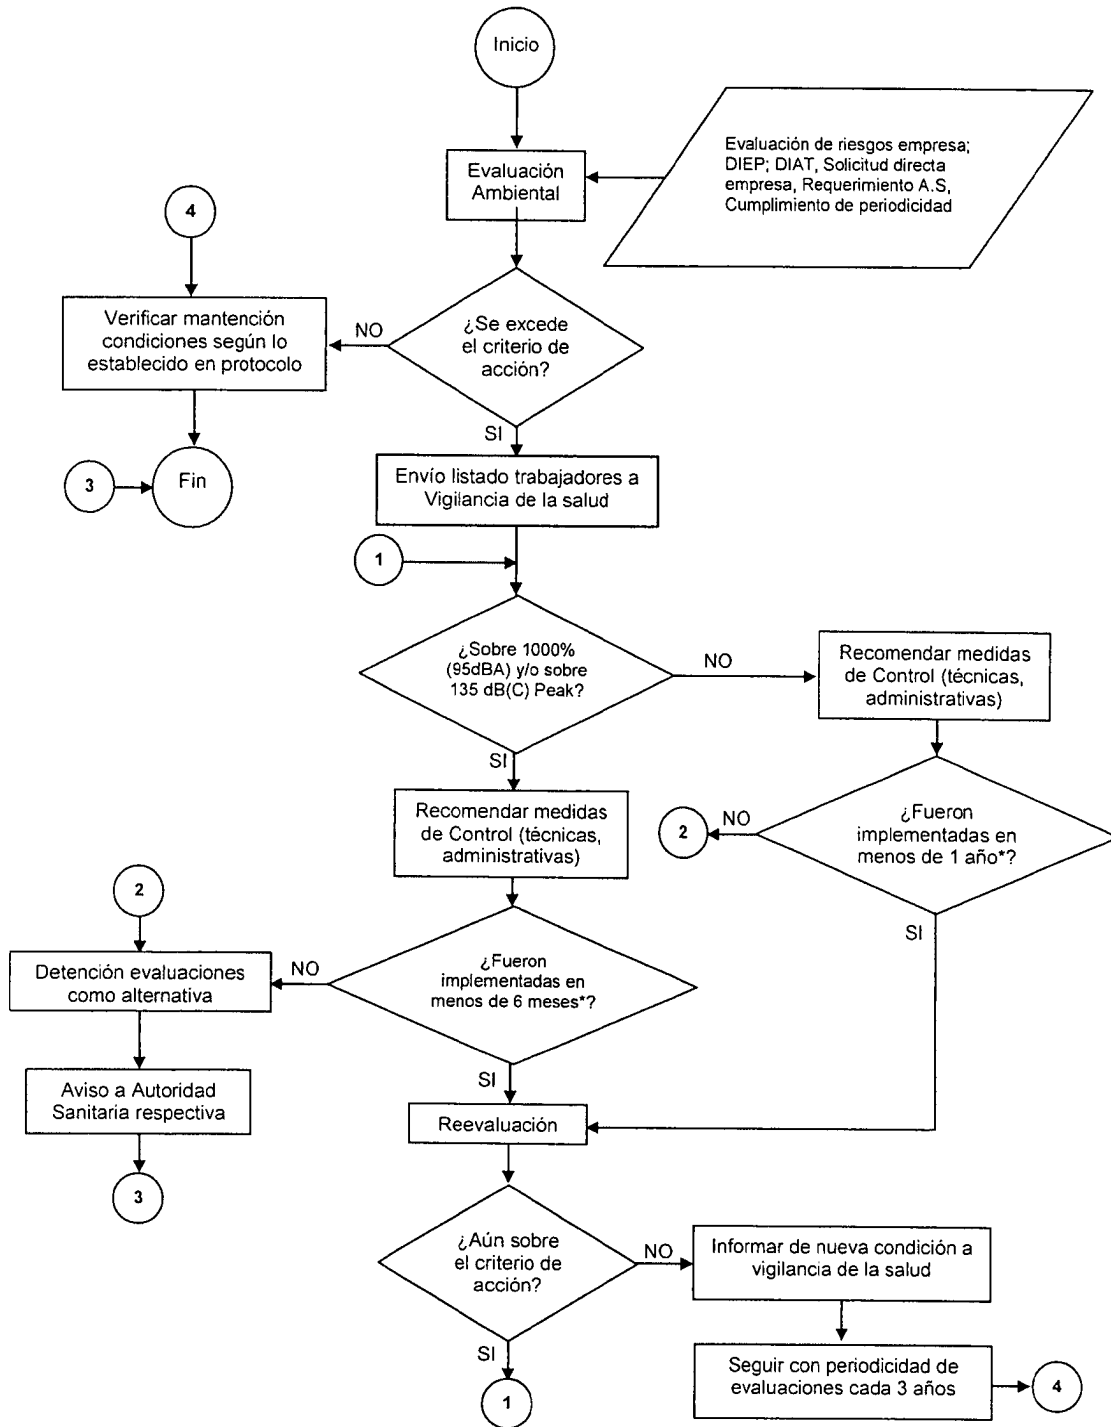 Inicio
Evaluación
Ambiental
Evaluación de riesgos empresa;
DIEP; DIAT, Solicitud directa
empresa, Requerimiento A.S,
Cumplimiento de periodicidad
4
Verificar mantención
condiciones según lo
establecido en protocolo
NO
¿Se excede
el criterio de
acción?
SI
3
Fin
Envío listado trabajadores a
Vigilancia de la salud
1
¿Sobre 1000%
(95dBA) y/o sobre
135 dB(C) Peak?
NO
Recomendar medidas
de Control (técnicas,
administrativas)
SI
Recomendar medidas
de Control (técnicas,
administrativas)
2
NO
¿Fueron
implementadas en
menos de 1 año*?
SI
2
Detención evaluaciones
como alternativa
NO
¿Fueron
implementadas en
menos de 6 meses*?
SI
Aviso a Autoridad
Sanitaria respectiva
3
Reevaluación
¿Aún sobre
el criterio de
acción?
NO
Informar de nueva condición a
vigilancia de la salud
SI
1
Seguir con periodicidad de
evaluaciones cada 3 años
4